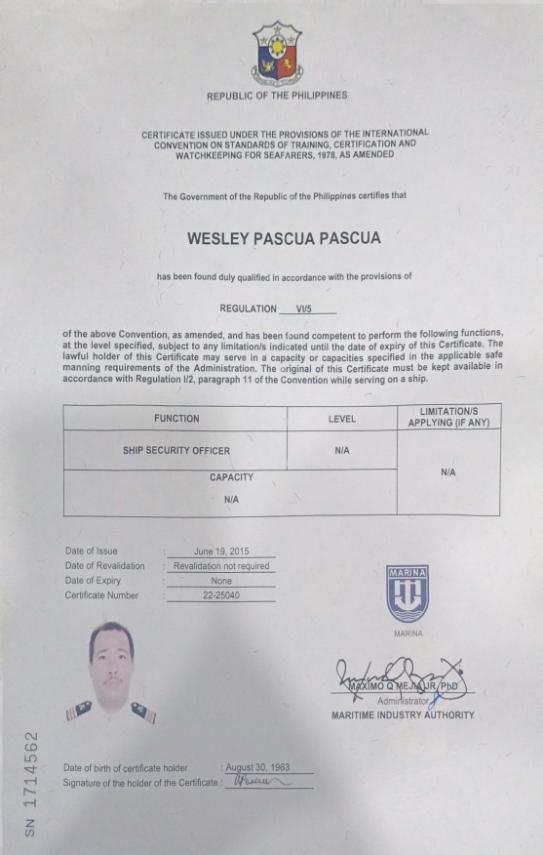 REPUBLIC OF THE PHILIPPINES
CERTIFICATE ISSUED UNDER THE PROVISIONS OF THE INTERNATIONAL
CONVENTION ON STANDARDS OF TRAINING, CERTIFICATION AND
WATCHKEEPING FOR SEAFARERS, 1978, AS AMENDED
The Government of the Republic of the Philippines certifies that
WESLEY PASCUA PASCUA
has been found duly qualified in accordance with the provisions of
REGULATION VI/5
of the above Convention, as amended, and has been found competent to perform the following functions,
at the level specified, subject to any limitation/s indicated until the date of expiry of this Certificate. The
lawful holder of this Certificate may serve in a capacity or capacities specified in the applicable safe
manning requirements of the Administration. The original of this Certificate must be kept available in
accordance with Regulation I/2, paragraph 11 of the Convention while serving on a ship.
FUNCTION LEVEL LIMITATION/S
APPLYING (IF ANY)
SHIP SECURITY OFFICER N/A N/A
CAPACITY
N/A
Date of Issue : June 19, 2015
Date of Revalidation : Revalidation not required
Date of Expiry : None
Certificate Number : 22-25040
MARINA
MARINA
MAXIMO Q MEJIA JR, PhD
Administrator
MARITIME INDUSTRY AUTHORITY
Date of birth of certificate holder : August 30, 1963
Signature of the holder of the Certificate :
SN 1714562